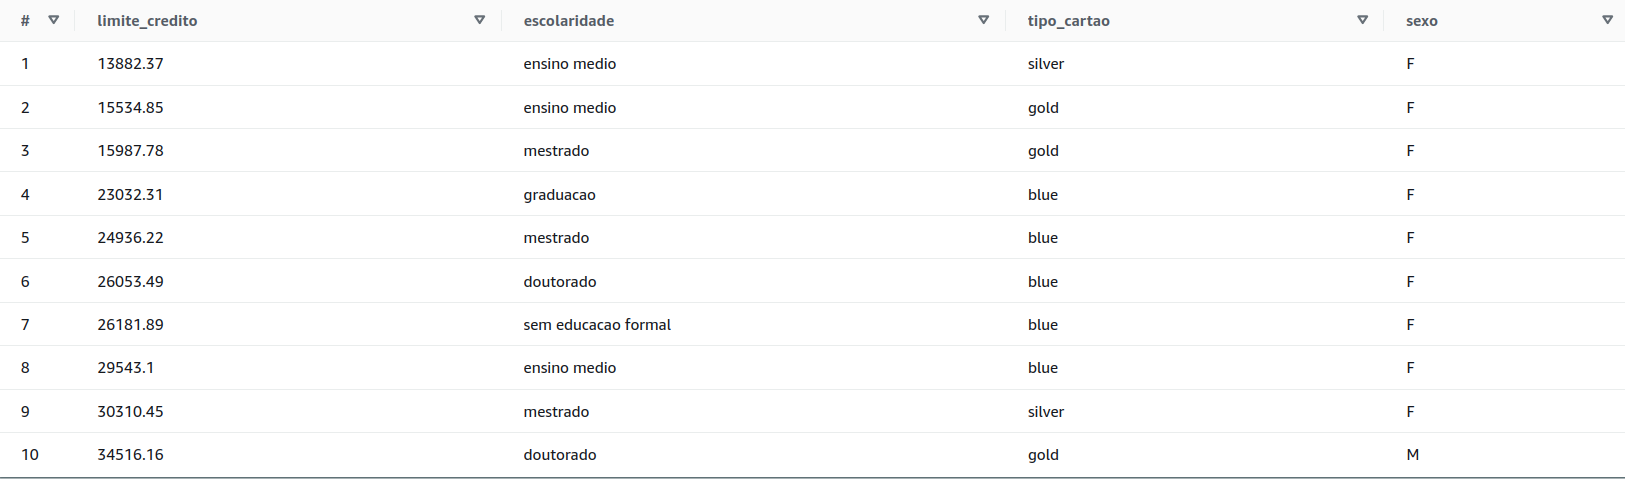 # limite_credito escolaridade tipo_cartao sexo
1 13882.37 ensino medio silver F
2 15534.85 ensino medio gold F
3 15987.78 mestrado gold F
4 23032.31 graduacao blue F
5 24936.22 mestrado blue F
6 26053.49 doutorado blue F
7 26181.89 sem educacao formal blue F
8 29543.1 ensino medio blue F
9 30310.45 mestrado silver F
10 34516.16 doutorado gold M